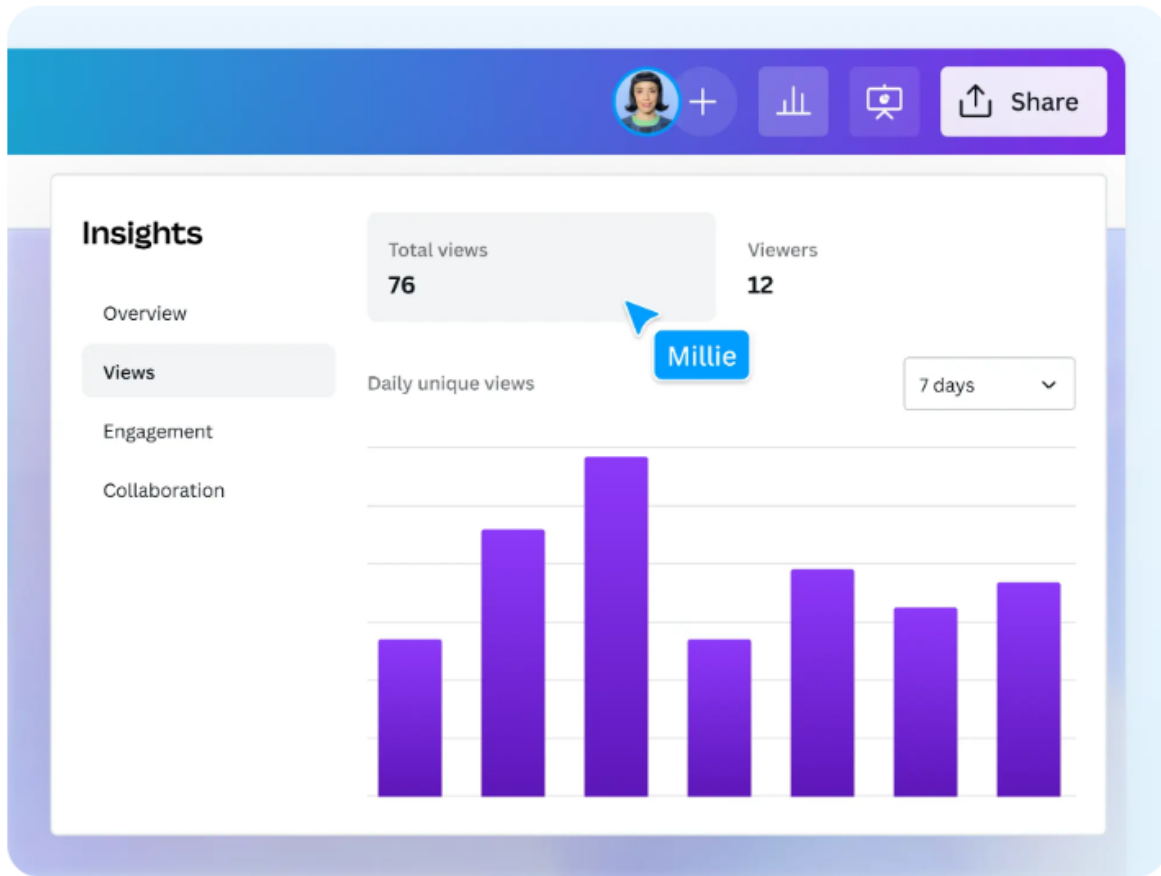 Share
Insights
Overview
Views
Engagement
Collaboration
Total views
76
Viewers
12
Millie
Daily unique views
7 days